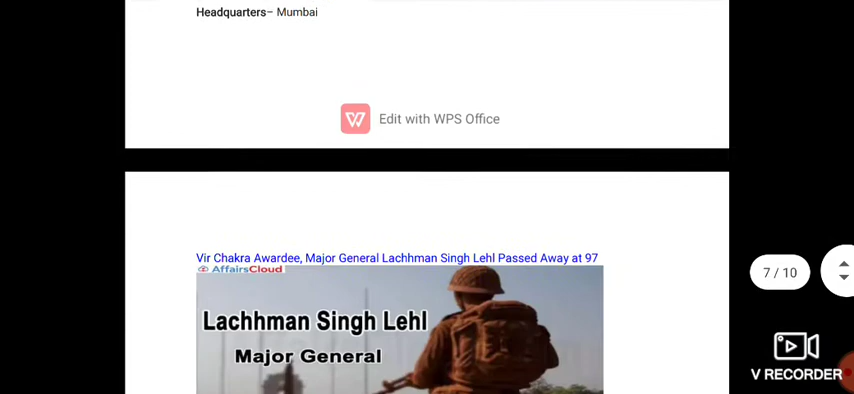 Headquarters– Mumbai
Edit with WPS Office
Vir Chakra Awardee, Major General Lachhman Singh Lehl Passed Away at 97
AffairsCloud
Lachhman Singh Lehl
Major General
7 / 10
V RECORDER